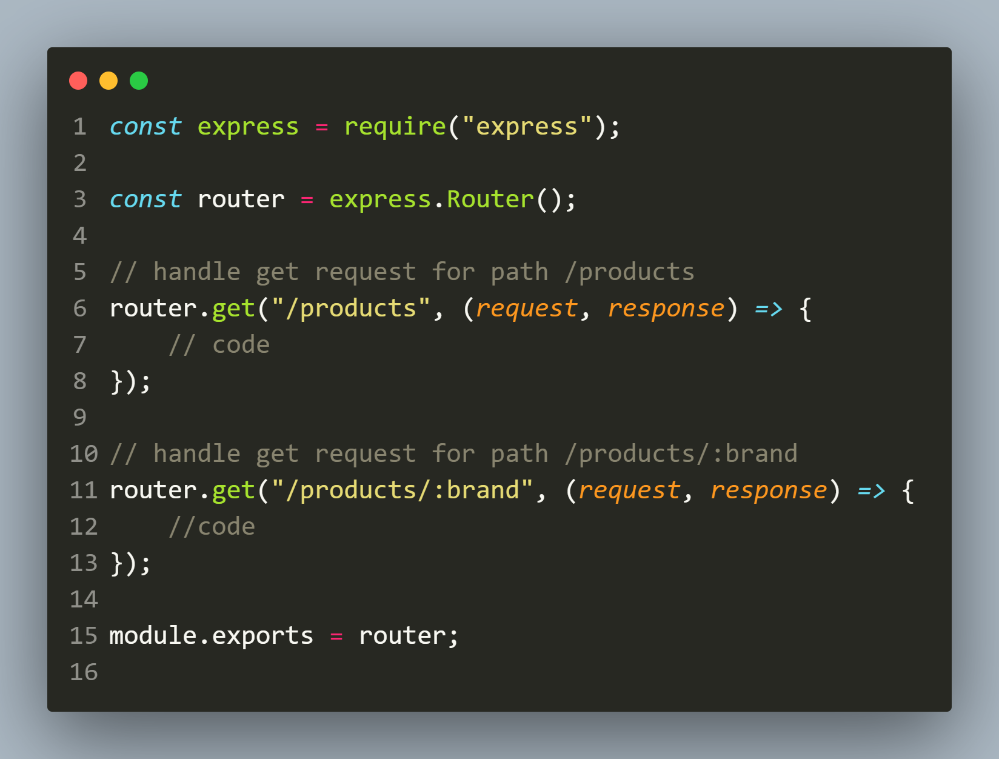 1 const express = require("express");
2
3 const router = express.Router();
4
5 // handle get request for path /products
6 router.get("/products", (request, response) => {
7     // code
8 });
9
10 // handle get request for path /products/:brand
11 router.get("/products/:brand", (request, response) => {
12     //code
13 });
14
15 module.exports = router;
16